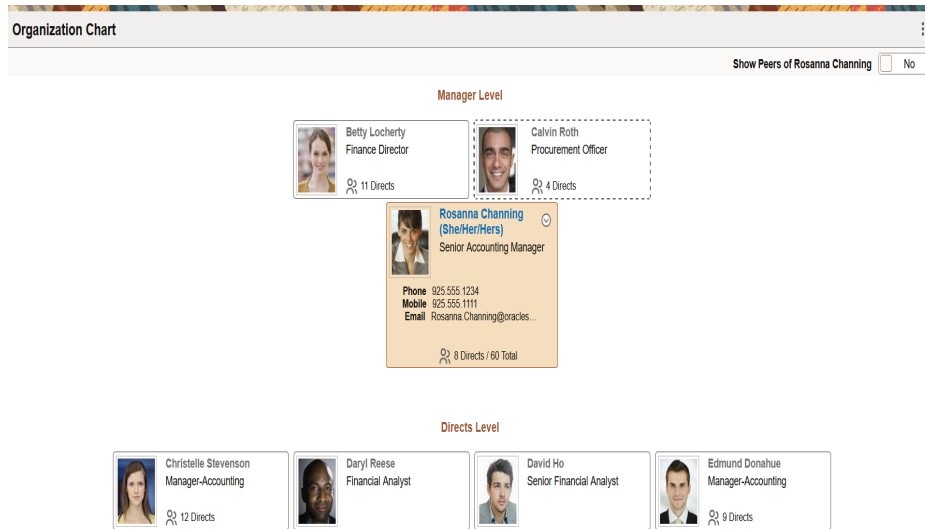 Organization Chart
Show Peers of Rosanna Channing No
Manager Level
Betty Locherty
Finance Director
11 Directs
Calvin Roth
Procurement Officer
4 Directs
Rosanna Channing
(She/Her/Hers)
Senior Accounting Manager
Phone 925.555.1234
Mobile 925.555.1111
Email Rosanna.Channing@oracles...
8 Directs / 60 Total
Directs Level
Christelle Stevenson
Manager-Accounting
12 Directs
Daryl Reese
Financial Analyst
David Ho
Senior Financial Analyst
Edmund Donahue
Manager-Accounting
9 Directs